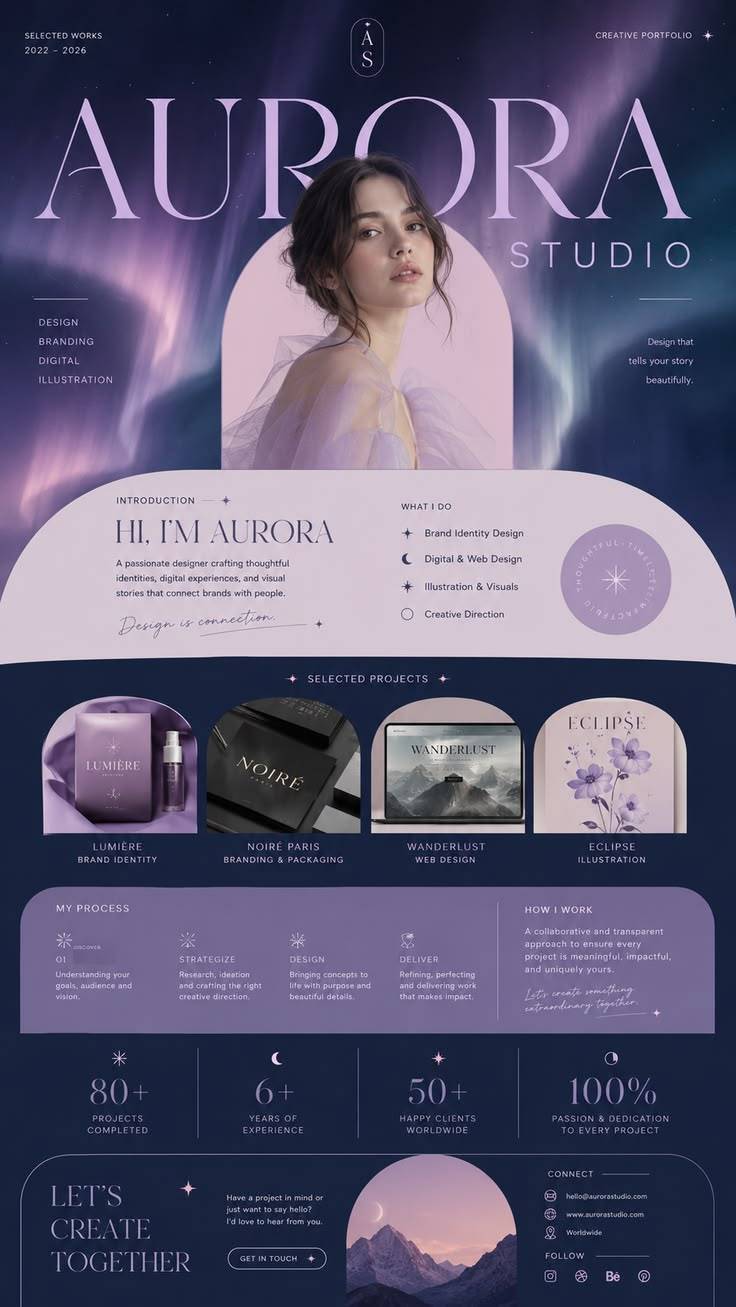 SELECTED WORKS
2022 – 2026
A
S
CREATIVE PORTFOLIO
AURORA
STUDIO
DESIGN
BRANDING
DIGITAL
ILLUSTRATION
Design that
tells your story
beautifully.
INTRODUCTION
HI, I'M AURORA
A passionate designer crafting thoughtful
identities, digital experiences, and visual
stories that connect brands with people.
Design is connection.
WHAT I DO
Brand Identity Design
Digital & Web Design
Illustration & Visuals
Creative Direction
THOUGHTFUL
SELECTED PROJECTS
LUMIÈRE
NOIRÉ
PARIS
WANDERLUST
ECLIPSE
LUMIÈRE
BRAND IDENTITY
NOIRÉ PARIS
BRANDING & PACKAGING
WANDERLUST
WEB DESIGN
ECLIPSE
ILLUSTRATION
MY PROCESS
DISCOVER
01
Understanding your
goals, audience and
vision.
STRATEGIZE
Research, ideation
and crafting the right
creative direction.
DESIGN
Bringing concepts to
life with purpose and
beautiful details.
DELIVER
Refining, perfecting
and delivering work
that makes impact.
HOW I WORK
A collaborative and transparent
approach to ensure every
project is meaningful, impactful,
and uniquely yours.
Let's create something
extraordinary together.
80+
PROJECTS
COMPLETED
6+
YEARS OF
EXPERIENCE
50+
HAPPY CLIENTS
WORLDWIDE
100%
PASSION & DEDICATION
TO EVERY PROJECT
LET'S
CREATE
TOGETHER
Have a project in mind or
just want to say hello?
I'd love to hear from you.
GET IN TOUCH
CONNECT
hello@aurorastudio.com
www.aurorastudio.com
Worldwide
FOLLOW
Bē